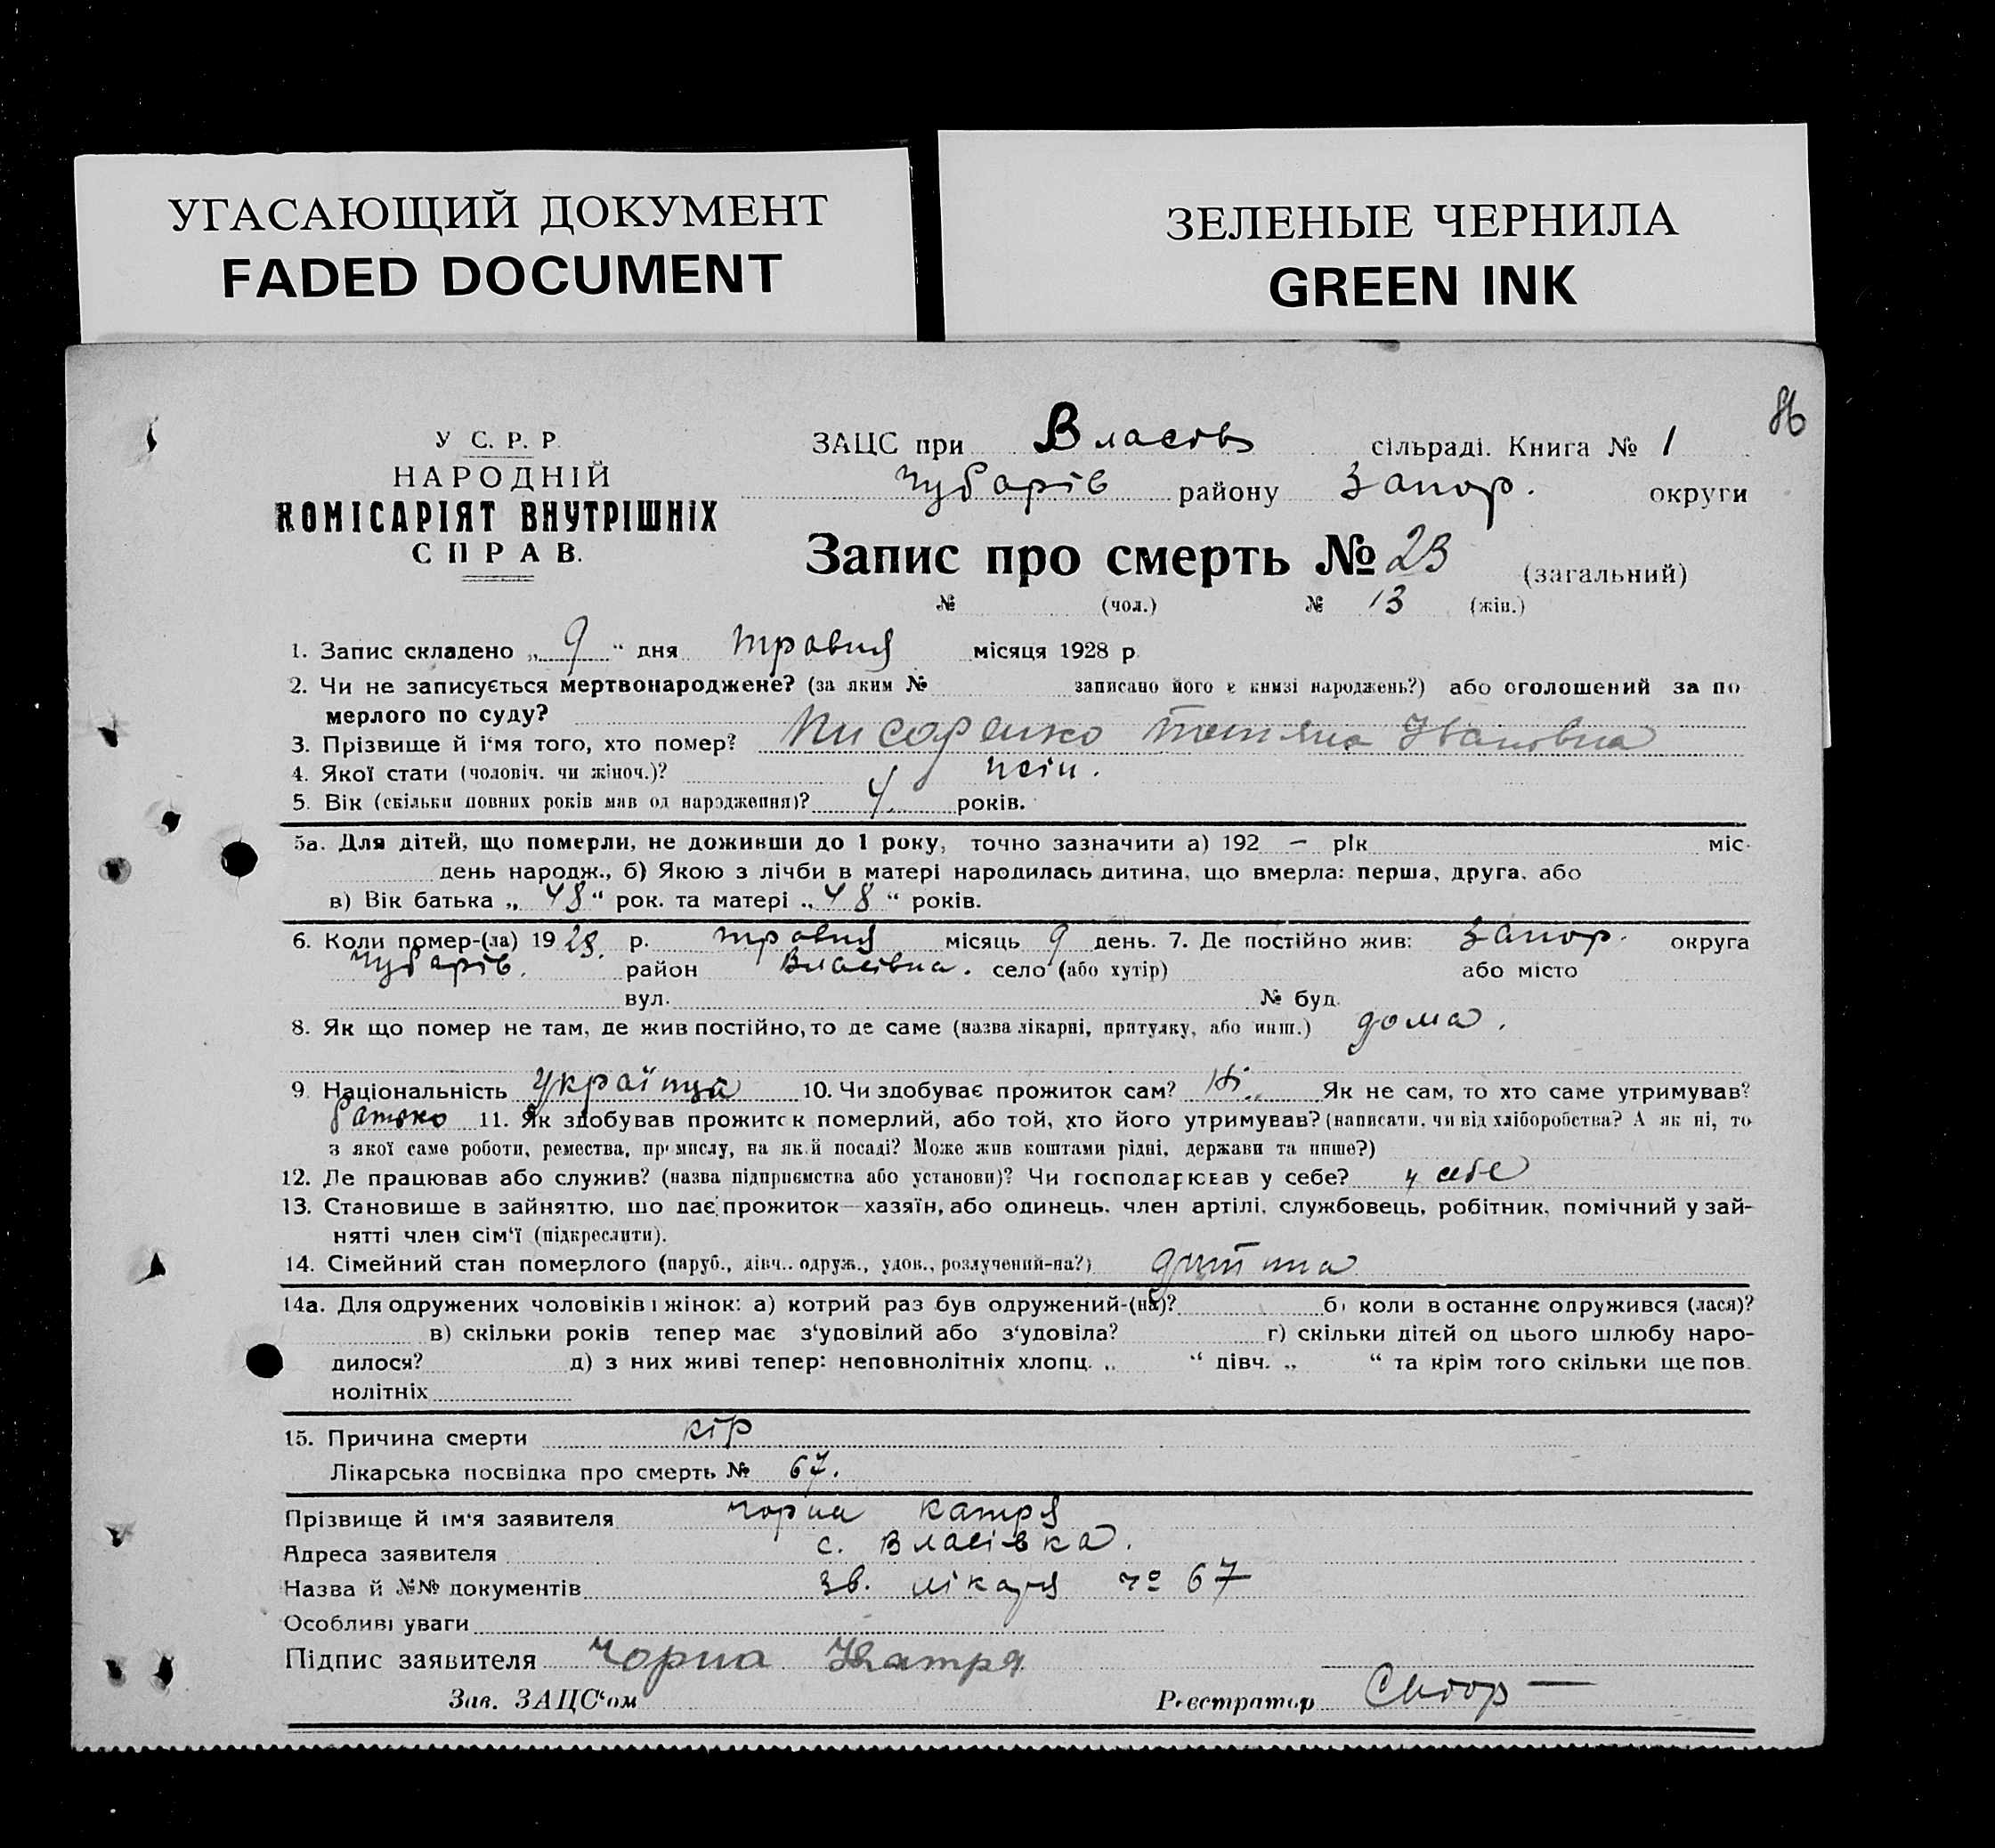 УГАСАЮЩИЙ ДОКУМЕНТ
FADED DOCUMENT
ЗЕЛЕНЫЕ ЧЕРНИЛА
GREEN INK
86
У С. Р. Р.
НАРОДНІЙ
КОМІСАРІЯТ ВНУТРІШНІХ
СПРАВ.
ЗАЦС при Власів сільраді. Книга № 1
Чубарів району Запор. округи
Запис про смерть № 23 (загальний)
№ (чол.) № 13 (жін.)
1. Запис складено „ 9 “ дня травня місяця 1928 р
2. Чи не записується мертвонароджене? (за яким № записано його в книзі народжень?) або оголошений за по
мерлого по суду?
3. Прізвище й і'мя того, хто помер? Писаренко Тетяна Івановна
4. Якої стати (чоловіч. чи жіноч.)? жін.
5. Вік (скільки повних років мав од народження)? 4 років.
5а. Для дітей, що померли, не доживши до 1 року, точно зазначити а) 192 – рік міс.
день народж., б) Якою з лічби в матері народилась дитина, що вмерла: перша, друга, або
в) Вік батька „ 48 “ рок. та матері „ 48 “ років.
6. Коли помер-(ла) 1928 р. травня місяць 9 день. 7. Де постійно жив: Запор. округа
Чубарів. район Власівка. село (або хутір) або місто
вул. № буд.
8. Як що помер не там, де жив постійно, то де саме (назва лікарні, притулку, або инш.) дома.
9. Національність Українка 10. Чи здобуває прожиток сам? Ні Як не сам, то хто саме утримував?
Батько 11. Як здобував прожиток померлий, або той, хто його утримував? (написати, чи від хліборобства? А як ні, то
з якої саме роботи, ремества, промислу, на якій посаді? Може жив коштами рідні, держави та инше?)
12. Де працював або служив? (назва підприємства або установи)? Чи господарював у себе? у себе
13. Становище в зайняттю, що дає прожиток—хазяїн, або одинець, член артілі, службовець, робітник, помічний у зай-
нятті член сім'ї (підкреслити).
14. Сімейний стан померлого (паруб., дівч., одруж., удов., розлучений-на?) дитина
14а. Для одружених чоловіків і жінок: а) котрий раз був одружений-(на)? б) коли в останнє одружився (лася)?
в) скільки років тепер має з'удовілий або з'удовіла? г) скільки дітей од цього шлюбу наро-
дилося? д) з них живі тепер: неповнолітніх хлопц. „ “ дівч. „ “ та крім того скільки ще пов.
нолітніх
15. Причина смерти кір
Лікарська посвідка про смерть № 67.
Прізвище й ім'я заявителя Чорна Катря
Адреса заявителя с. Власівка.
Назва й №№ документів зв. лікаря № 67
Особливі уваги
Підпис заявителя Чорна Катря
Зав. ЗАЦС'ом Реєстратор